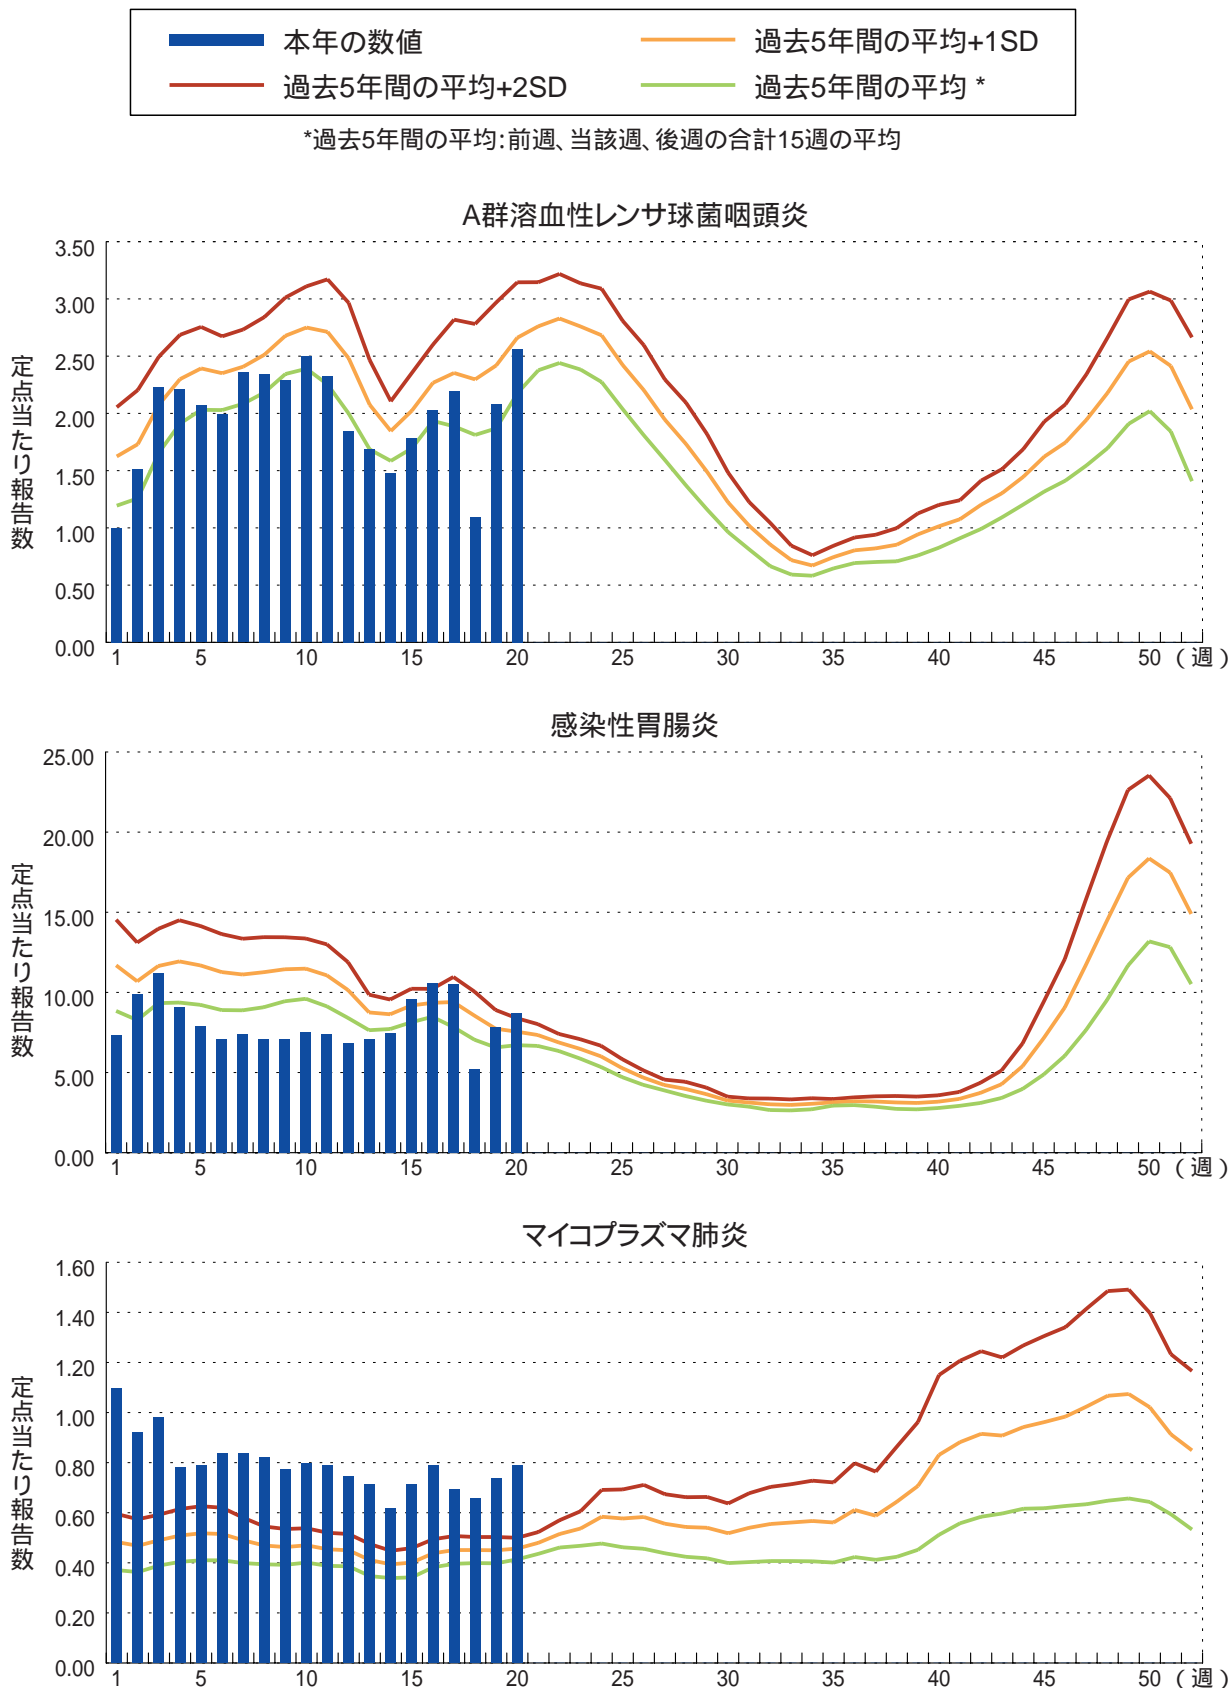 本年の数値
過去5年間の平均+1SD
過去5年間の平均+2SD
過去5年間の平均 *
*過去5年間の平均:前週、当該週、後週の合計15週の平均
A群溶血性レンサ球菌咽頭炎
定点当たり報告数
3.50
3.00
2.50
2.00
1.50
1.00
0.50
0.00
1 5 10 15 20 25 30 35 40 45 50 (週)
感染性胃腸炎
定点当たり報告数
25.00
20.00
15.00
10.00
5.00
0.00
1 5 10 15 20 25 30 35 40 45 50 (週)
マイコプラズマ肺炎
定点当たり報告数
1.60
1.40
1.20
1.00
0.80
0.60
0.40
0.20
0.00
1 5 10 15 20 25 30 35 40 45 50 (週)